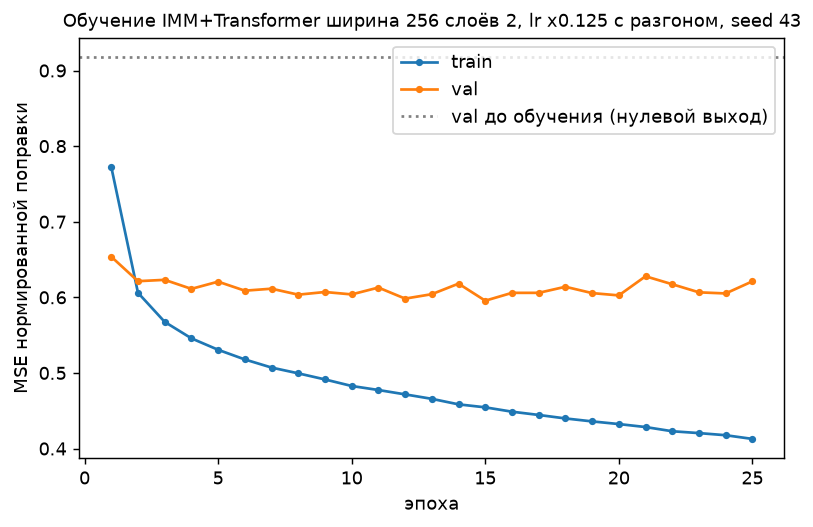 Обучение IMM+Transformer ширина 256 слоёв 2, lr x0.125 с разгоном, seed 43
train
val
val до обучения (нулевой выход)
MSE нормированной поправки
0.9
0.8
0.7
0.6
0.5
0.4
0
5
10
15
20
25
эпоха